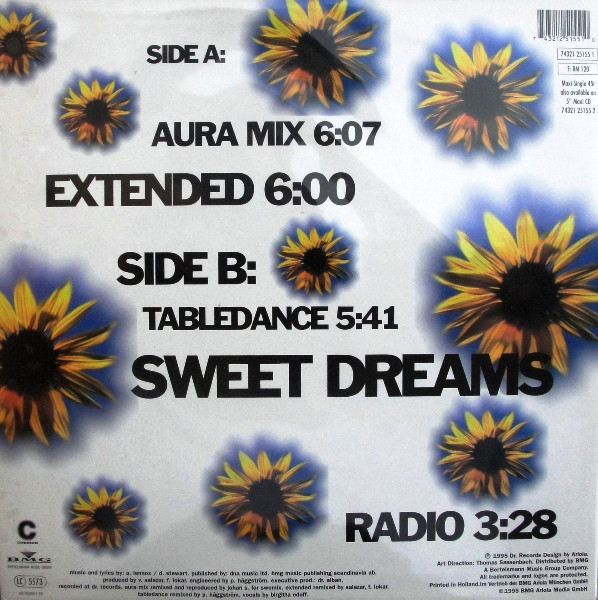 SIDE A:
AURA MIX 6:07
EXTENDED 6:00
SIDE B:
TABLEDANCE 5:41
SWEET DREAMS
RADIO 3:28
74321 25155 1
F: BM 120
Maxi Single 45t
also available on
5" Maxi CD
74321 25155 2
C
BMG
LC 5573
music and lyrics by: a. lennox / d. stewart. published by: dna music ltd. bmg music publishing scandinavia ab.
produced by v. salazar, f. lokar. engineered by p. häggström. executive prod.: dr. alban.
recorded at dr. records. aura mix remixed and reproduced by johan s. for swemix. extended remixed by salazar, f. lokar.
tabledance remixed by p. häggström, vocals by birgitta edoff.
℗ 1995 Dr. Records Design by Ariola.
Art Direction: Thomas Sassenbach, Distributed by BMG
A Bertelsmann Music Group Company.
All trademarks and logos are protected.
Printed in Holland.Im Vertrieb der BMG Ariola München GmbH
©1995 BMG Ariola Media GmbH